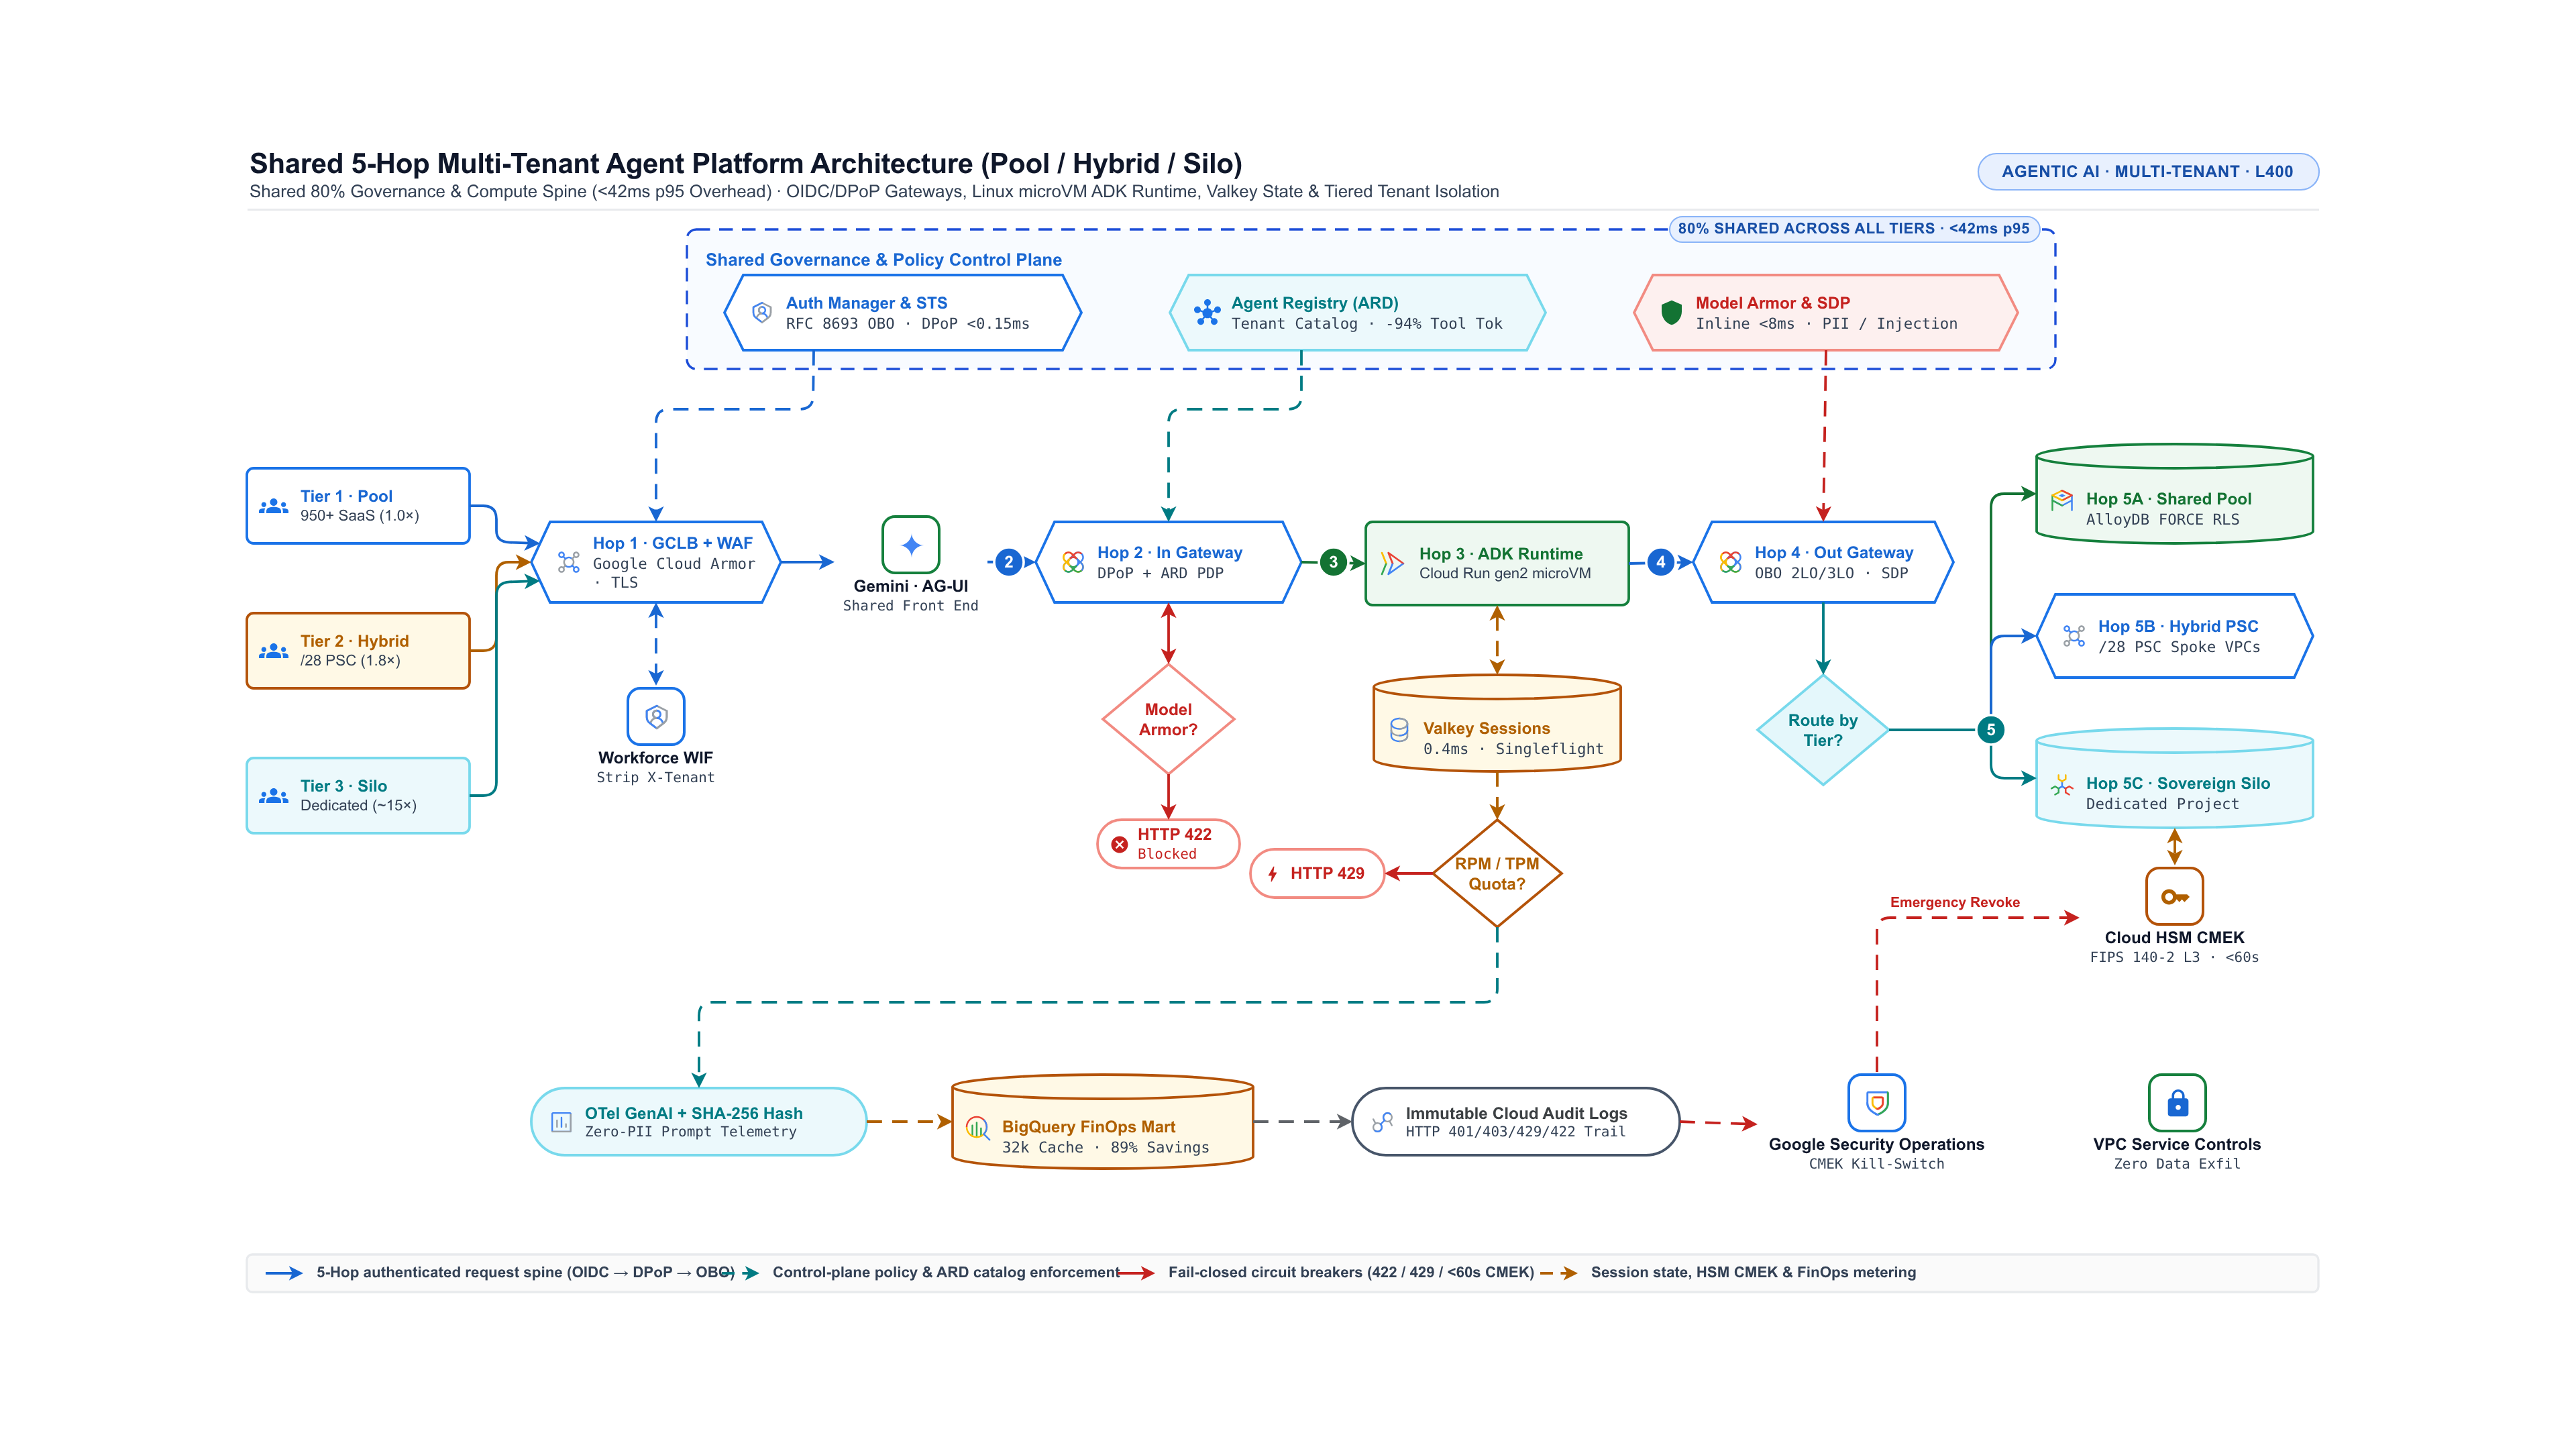 Shared 5-Hop Multi-Tenant Agent Platform Architecture (Pool / Hybrid / Silo)
Shared 80% Governance & Compute Spine (<42ms p95 Overhead) · OIDC/DPoP Gateways, Linux microVM ADK Runtime, Valkey State & Tiered Tenant Isolation
AGENTIC AI · MULTI-TENANT · L400
80% SHARED ACROSS ALL TIERS · <42ms p95
Shared Governance & Policy Control Plane
Auth Manager & STS
RFC 8693 OBO · DPoP <0.15ms
Agent Registry (ARD)
Tenant Catalog · -94% Tool Tok
Model Armor & SDP
Inline <8ms · PII / Injection
Tier 1 · Pool
950+ SaaS (1.0×)
Tier 2 · Hybrid
/28 PSC (1.8×)
Tier 3 · Silo
Dedicated (~15×)
Hop 1 · GCLB + WAF
Google Cloud Armor
· TLS
Workforce WIF
Strip X-Tenant
Gemini · AG-UI
Shared Front End
2
Hop 2 · In Gateway
DPoP + ARD PDP
3
Hop 3 · ADK Runtime
Cloud Run gen2 microVM
4
Hop 4 · Out Gateway
OBO 2LO/3LO · SDP
Model
Armor?
HTTP 422
Blocked
Valkey Sessions
0.4ms · Singleflight
RPM / TPM
Quota?
HTTP 429
Route by
Tier?
5
Hop 5A · Shared Pool
AlloyDB FORCE RLS
Hop 5B · Hybrid PSC
/28 PSC Spoke VPCs
Hop 5C · Sovereign Silo
Dedicated Project
Emergency Revoke
Cloud HSM CMEK
FIPS 140-2 L3 · <60s
OTel GenAI + SHA-256 Hash
Zero-PII Prompt Telemetry
BigQuery FinOps Mart
32k Cache · 89% Savings
Immutable Cloud Audit Logs
HTTP 401/403/429/422 Trail
Google Security Operations
CMEK Kill-Switch
VPC Service Controls
Zero Data Exfil
5-Hop authenticated request spine (OIDC → DPoP → OBO)
Control-plane policy & ARD catalog enforcement
Fail-closed circuit breakers (422 / 429 / <60s CMEK)
Session state, HSM CMEK & FinOps metering